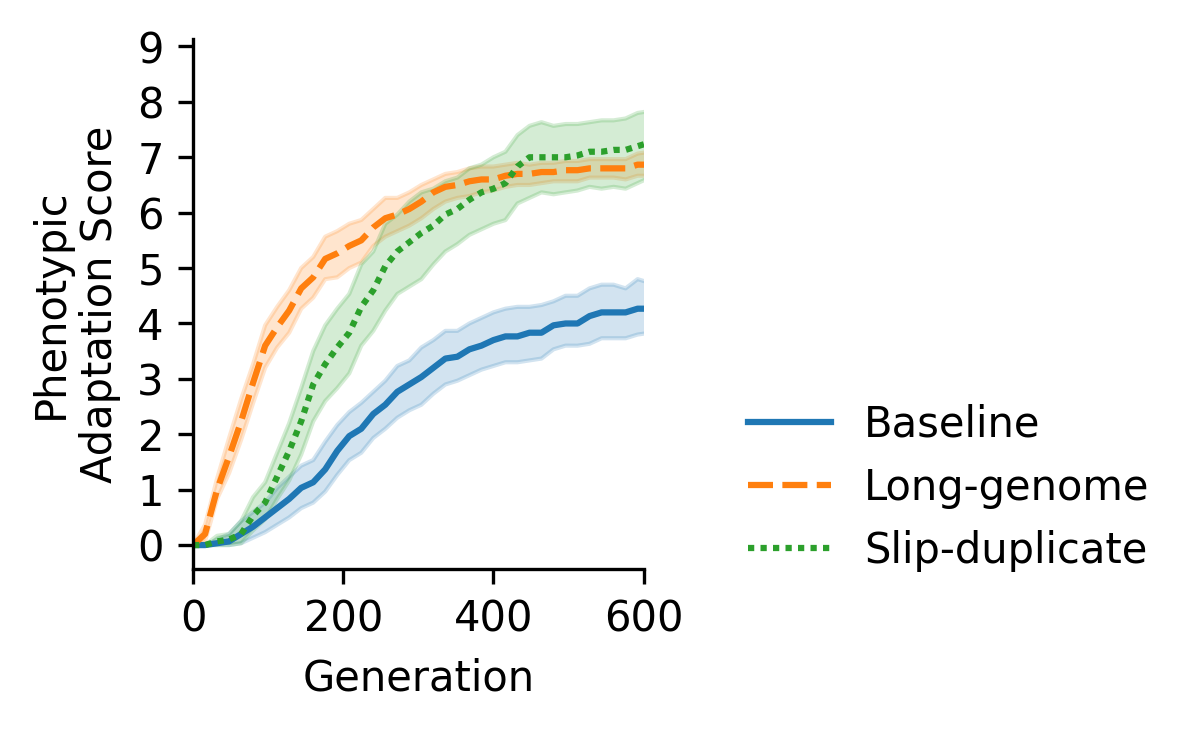 Phenotypic
Adaptation Score
9
8
7
6
5
4
3
2
1
0
0 200 400 600
Generation
Baseline
Long-genome
Slip-duplicate